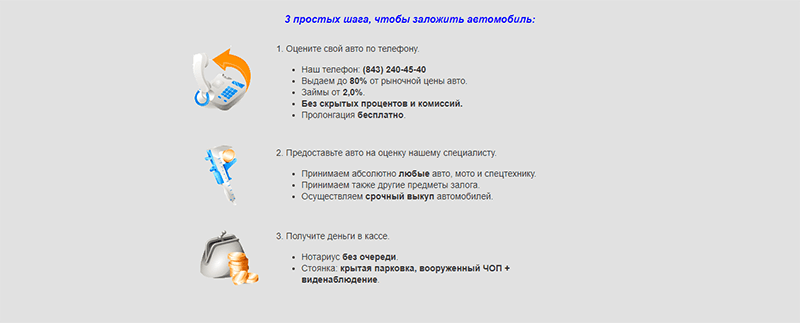 3 простых шага, чтобы заложить автомобиль:
1. Оцените свой авто по телефону.
Наш телефон: (843) 240-45-40
Выдаем до 80% от рыночной цены авто.
Займы от 2,0%.
Без скрытых процентов и комиссий.
Пролонгация бесплатно.
2. Предоставьте авто на оценку нашему специалисту.
Принимаем абсолютно любые авто, мото и спецтехнику.
Принимаем также другие предметы залога.
Осуществляем срочный выкуп автомобилей.
3. Получите деньги в кассе.
Нотариус без очереди.
Стоянка: крытая парковка, вооруженный ЧОП +
виденаблюдение.